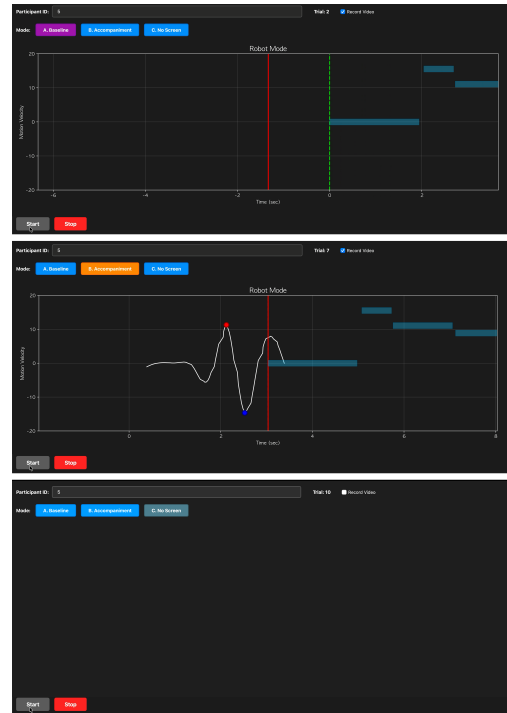 Participant ID: 5 Trial: 2 Record Video
Mode: A. Baseline B. Accompaniment C. No Screen
Robot Mode
20
10
0
-10
-20
Motion Velocity
-6 -4 -2 0 2
Time (sec)
Start Stop
Participant ID: 5 Trial: 7 Record Video
Mode: A. Baseline B. Accompaniment C. No Screen
Robot Mode
20
10
0
-10
-20
Motion Velocity
0 2 4 6 8
Time (sec)
Start Stop
Participant ID: 5 Trial: 10 Record Video
Mode: A. Baseline B. Accompaniment C. No Screen
Start Stop